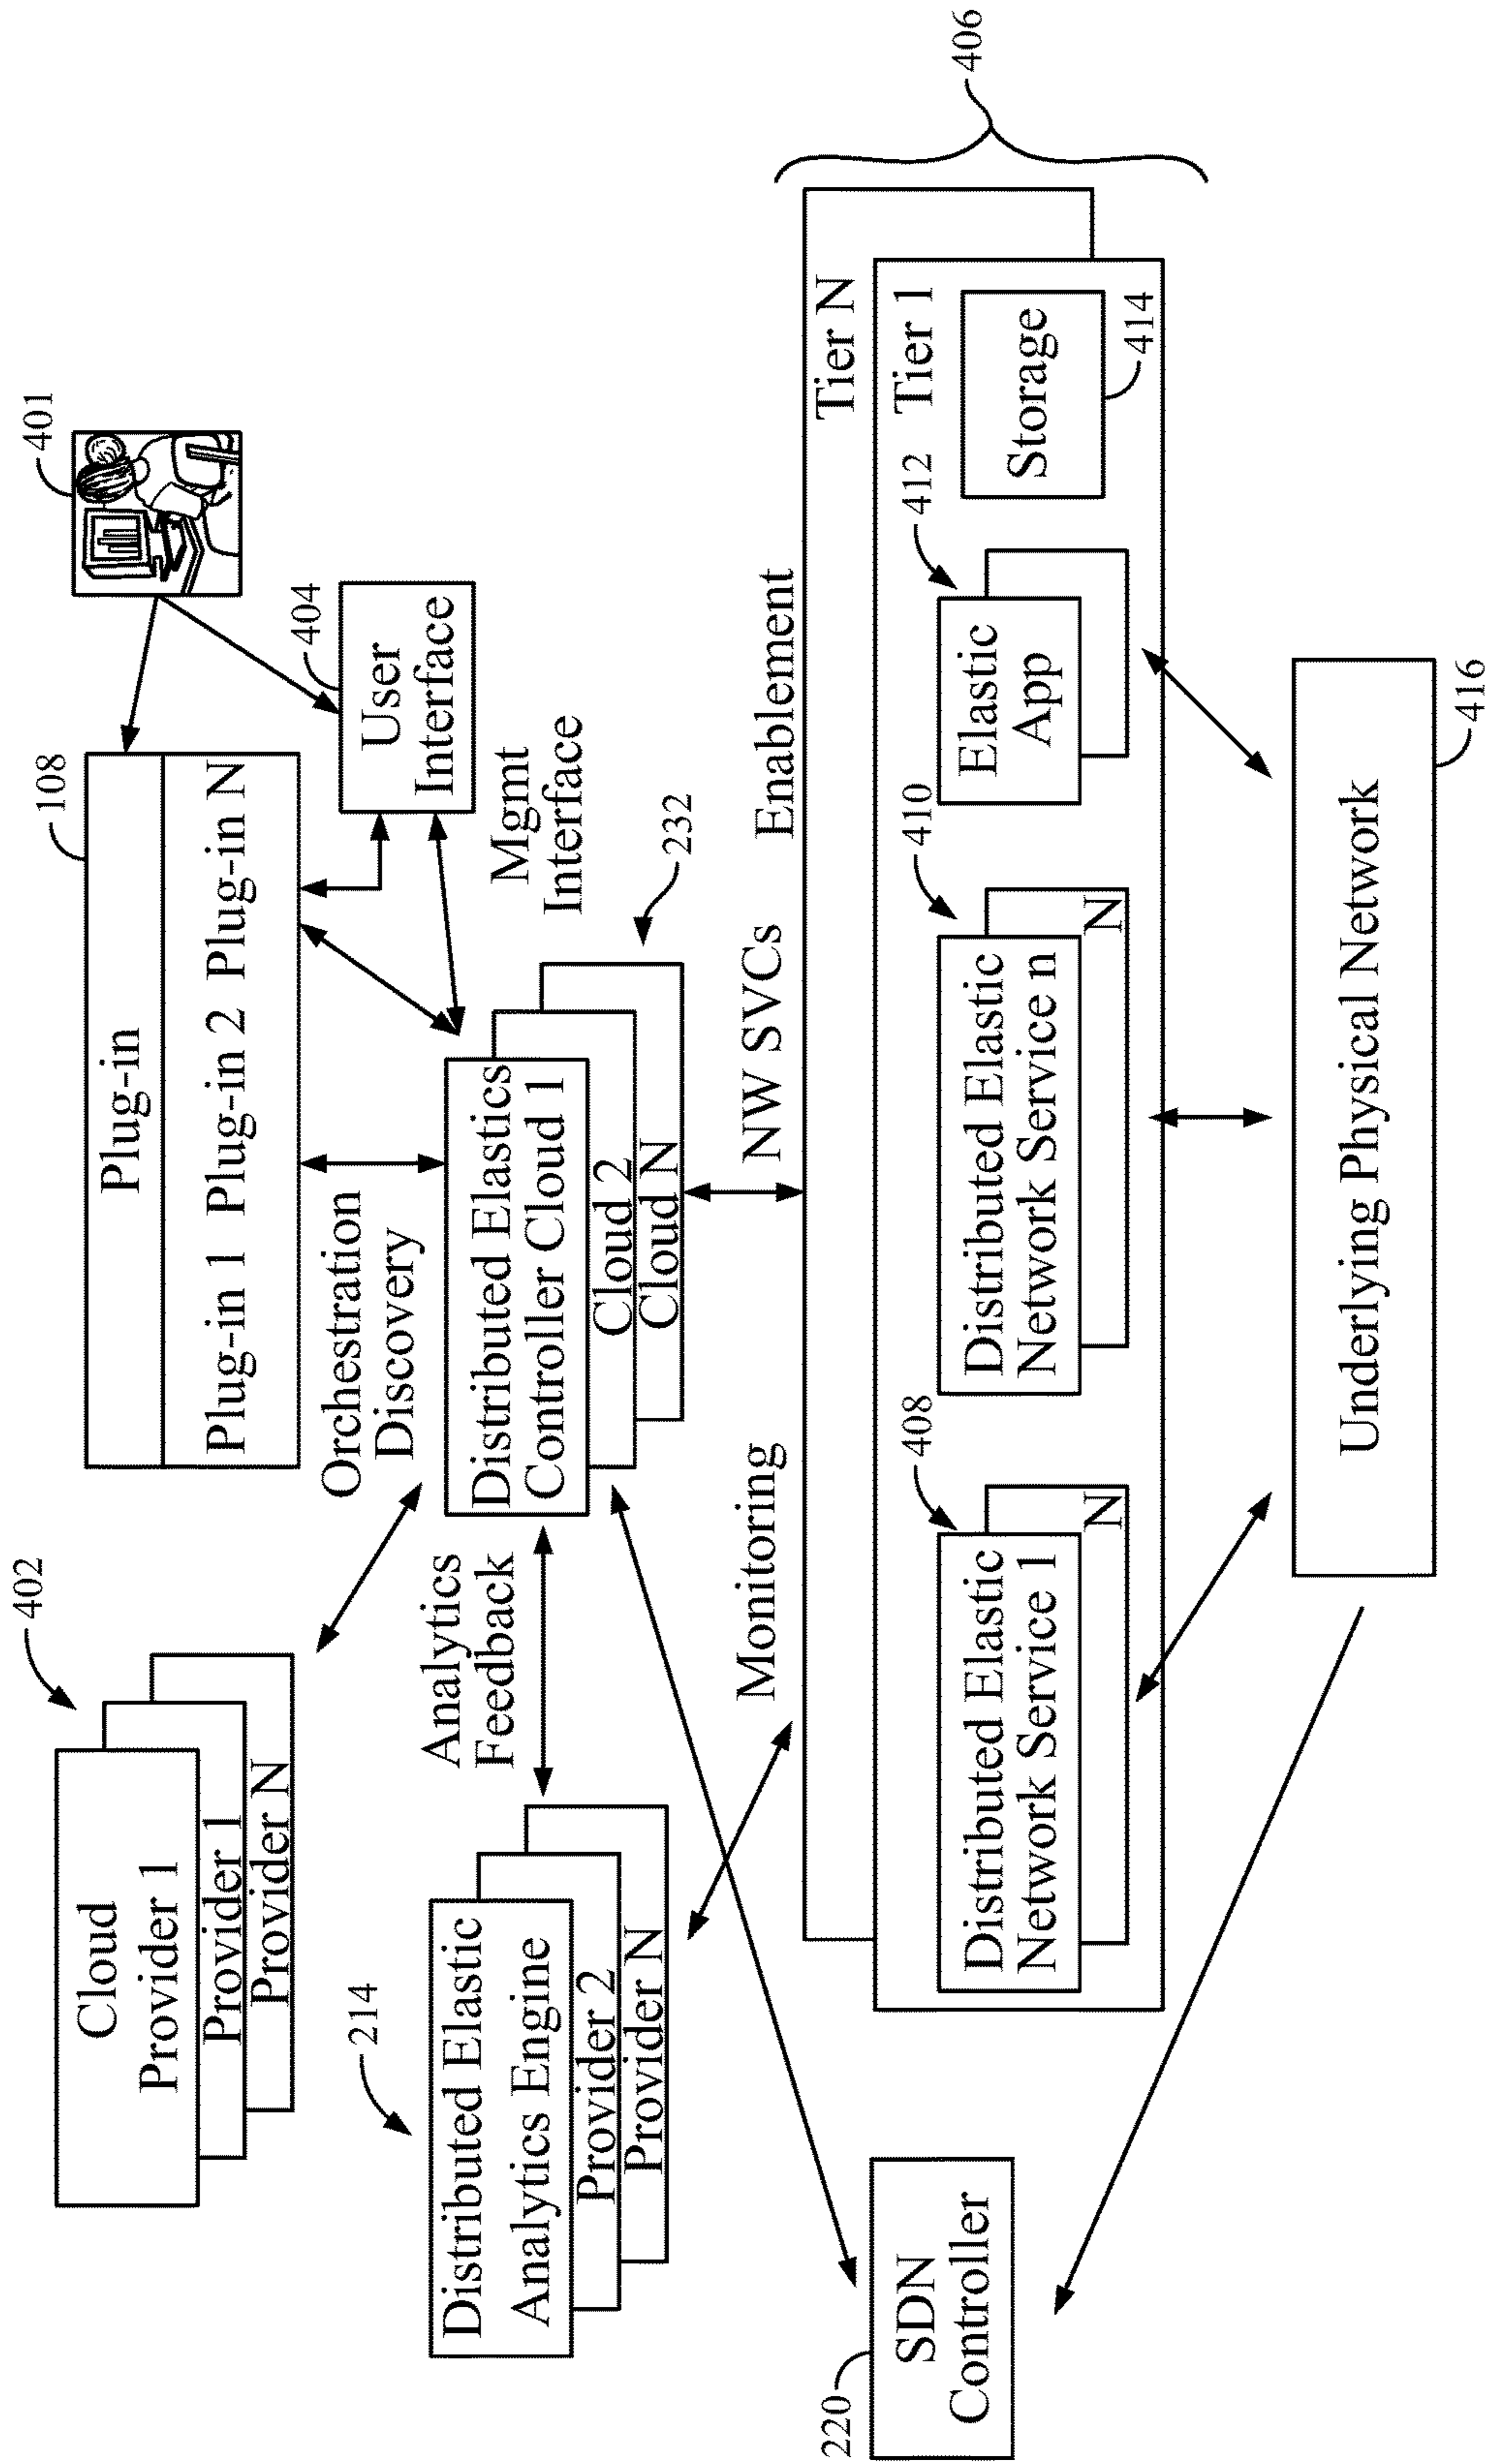 402
Cloud
Provider 1
Provider 1
Provider N
108
Plug-in
Plug-in 1 Plug-in 2 Plug-in N
401
404
User
Interface
Orchestration
Discovery
Mgmt
Interface
214
Distributed Elastic
Analytics Engine
Provider 2
Provider N
Analytics
Feedback
Distributed Elastics
Controller Cloud 1
Cloud 2
Cloud N
232
Monitoring
NW SVCs
Enablement
220
SDN
Controller
Tier N
Tier 1
406
408
Distributed Elastic
Network Service 1
N
410
Distributed Elastic
Network Service n
N
412
Elastic
App
Storage
414
Underlying Physical Network
416